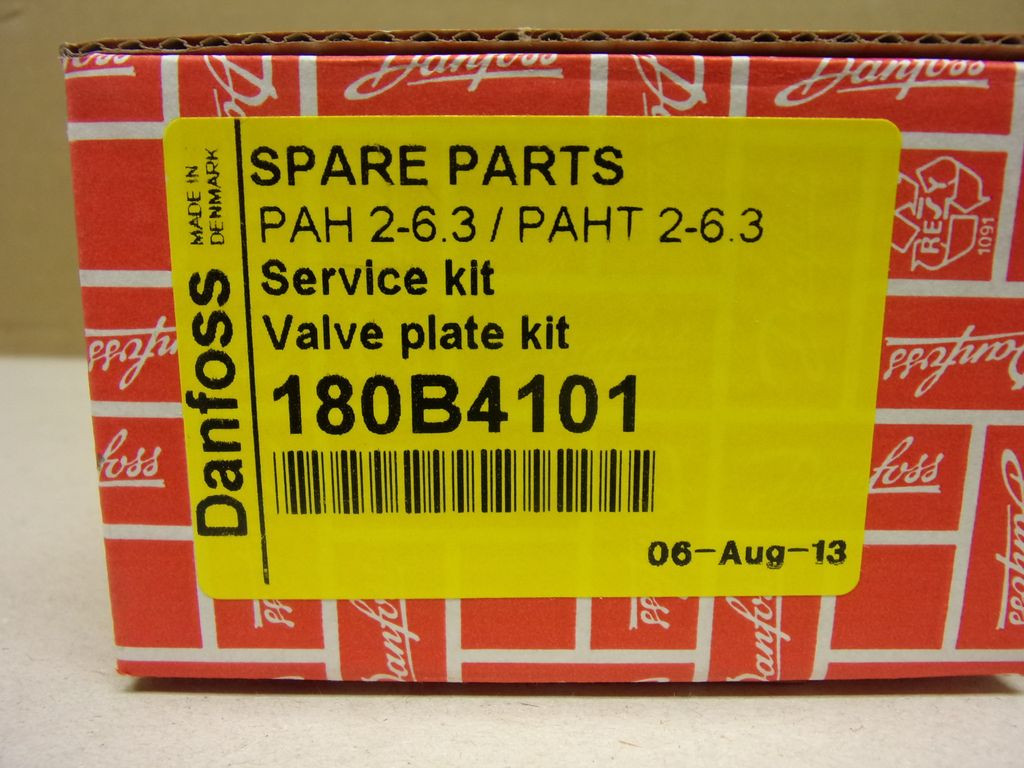 Danfoss
Danfoss
MADE IN
DENMARK
Danfoss
SPARE PARTS
PAH 2-6.3 / PAHT 2-6.3
Service kit
Valve plate kit
180B4101
06-Aug-13
RESY
1091
Danfoss